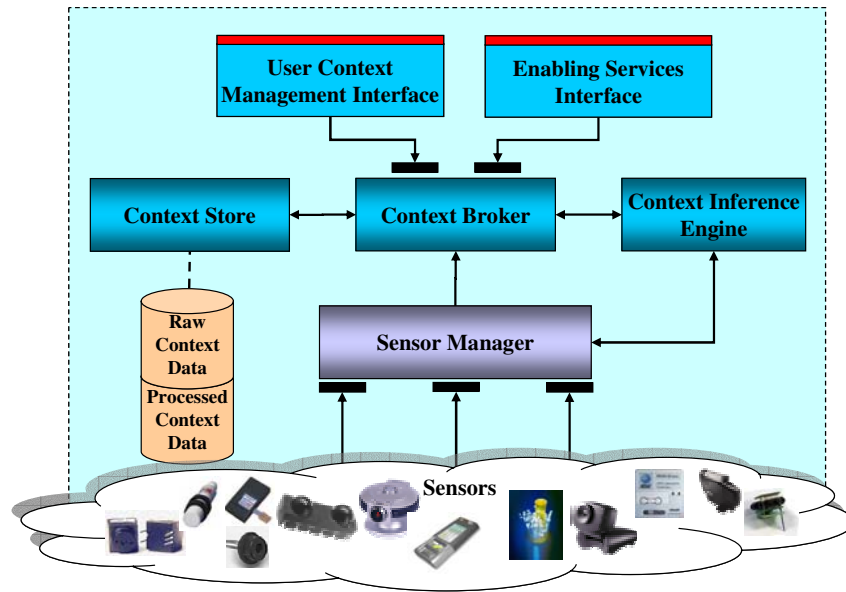 User Context
Management Interface
Enabling Services
Interface
Context Store
Context Broker
Context Inference
Engine
Sensor Manager
Raw
Context
Data
Processed
Context
Data
Sensors